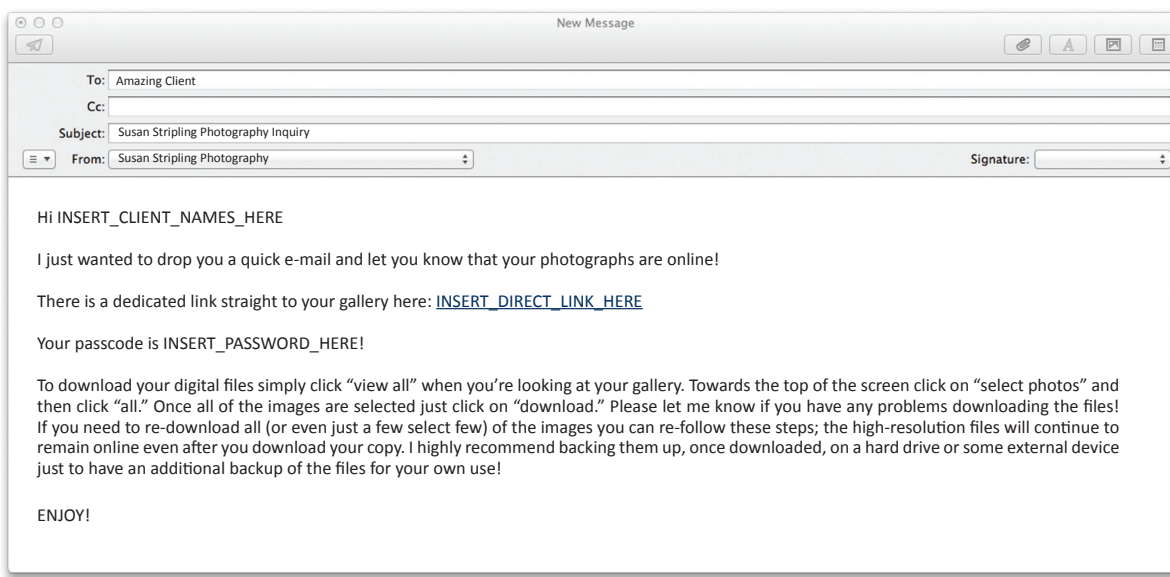 New Message
To: Amazing Client
Cc:
Subject: Susan Stripling Photography Inquiry
From: Susan Stripling Photography Signature:
Hi INSERT_CLIENT_NAMES_HERE
I just wanted to drop you a quick e-mail and let you know that your photographs are online!
There is a dedicated link straight to your gallery here: INSERT_DIRECT_LINK_HERE
Your passcode is INSERT_PASSWORD_HERE!
To download your digital files simply click “view all” when you’re looking at your gallery. Towards the top of the screen click on “select photos” and
then click “all.” Once all of the images are selected just click on “download.” Please let me know if you have any problems downloading the files!
If you need to re-download all (or even just a few select few) of the images you can re-follow these steps; the high-resolution files will continue to
remain online even after you download your copy. I highly recommend backing them up, once downloaded, on a hard drive or some external device
just to have an additional backup of the files for your own use!
ENJOY!